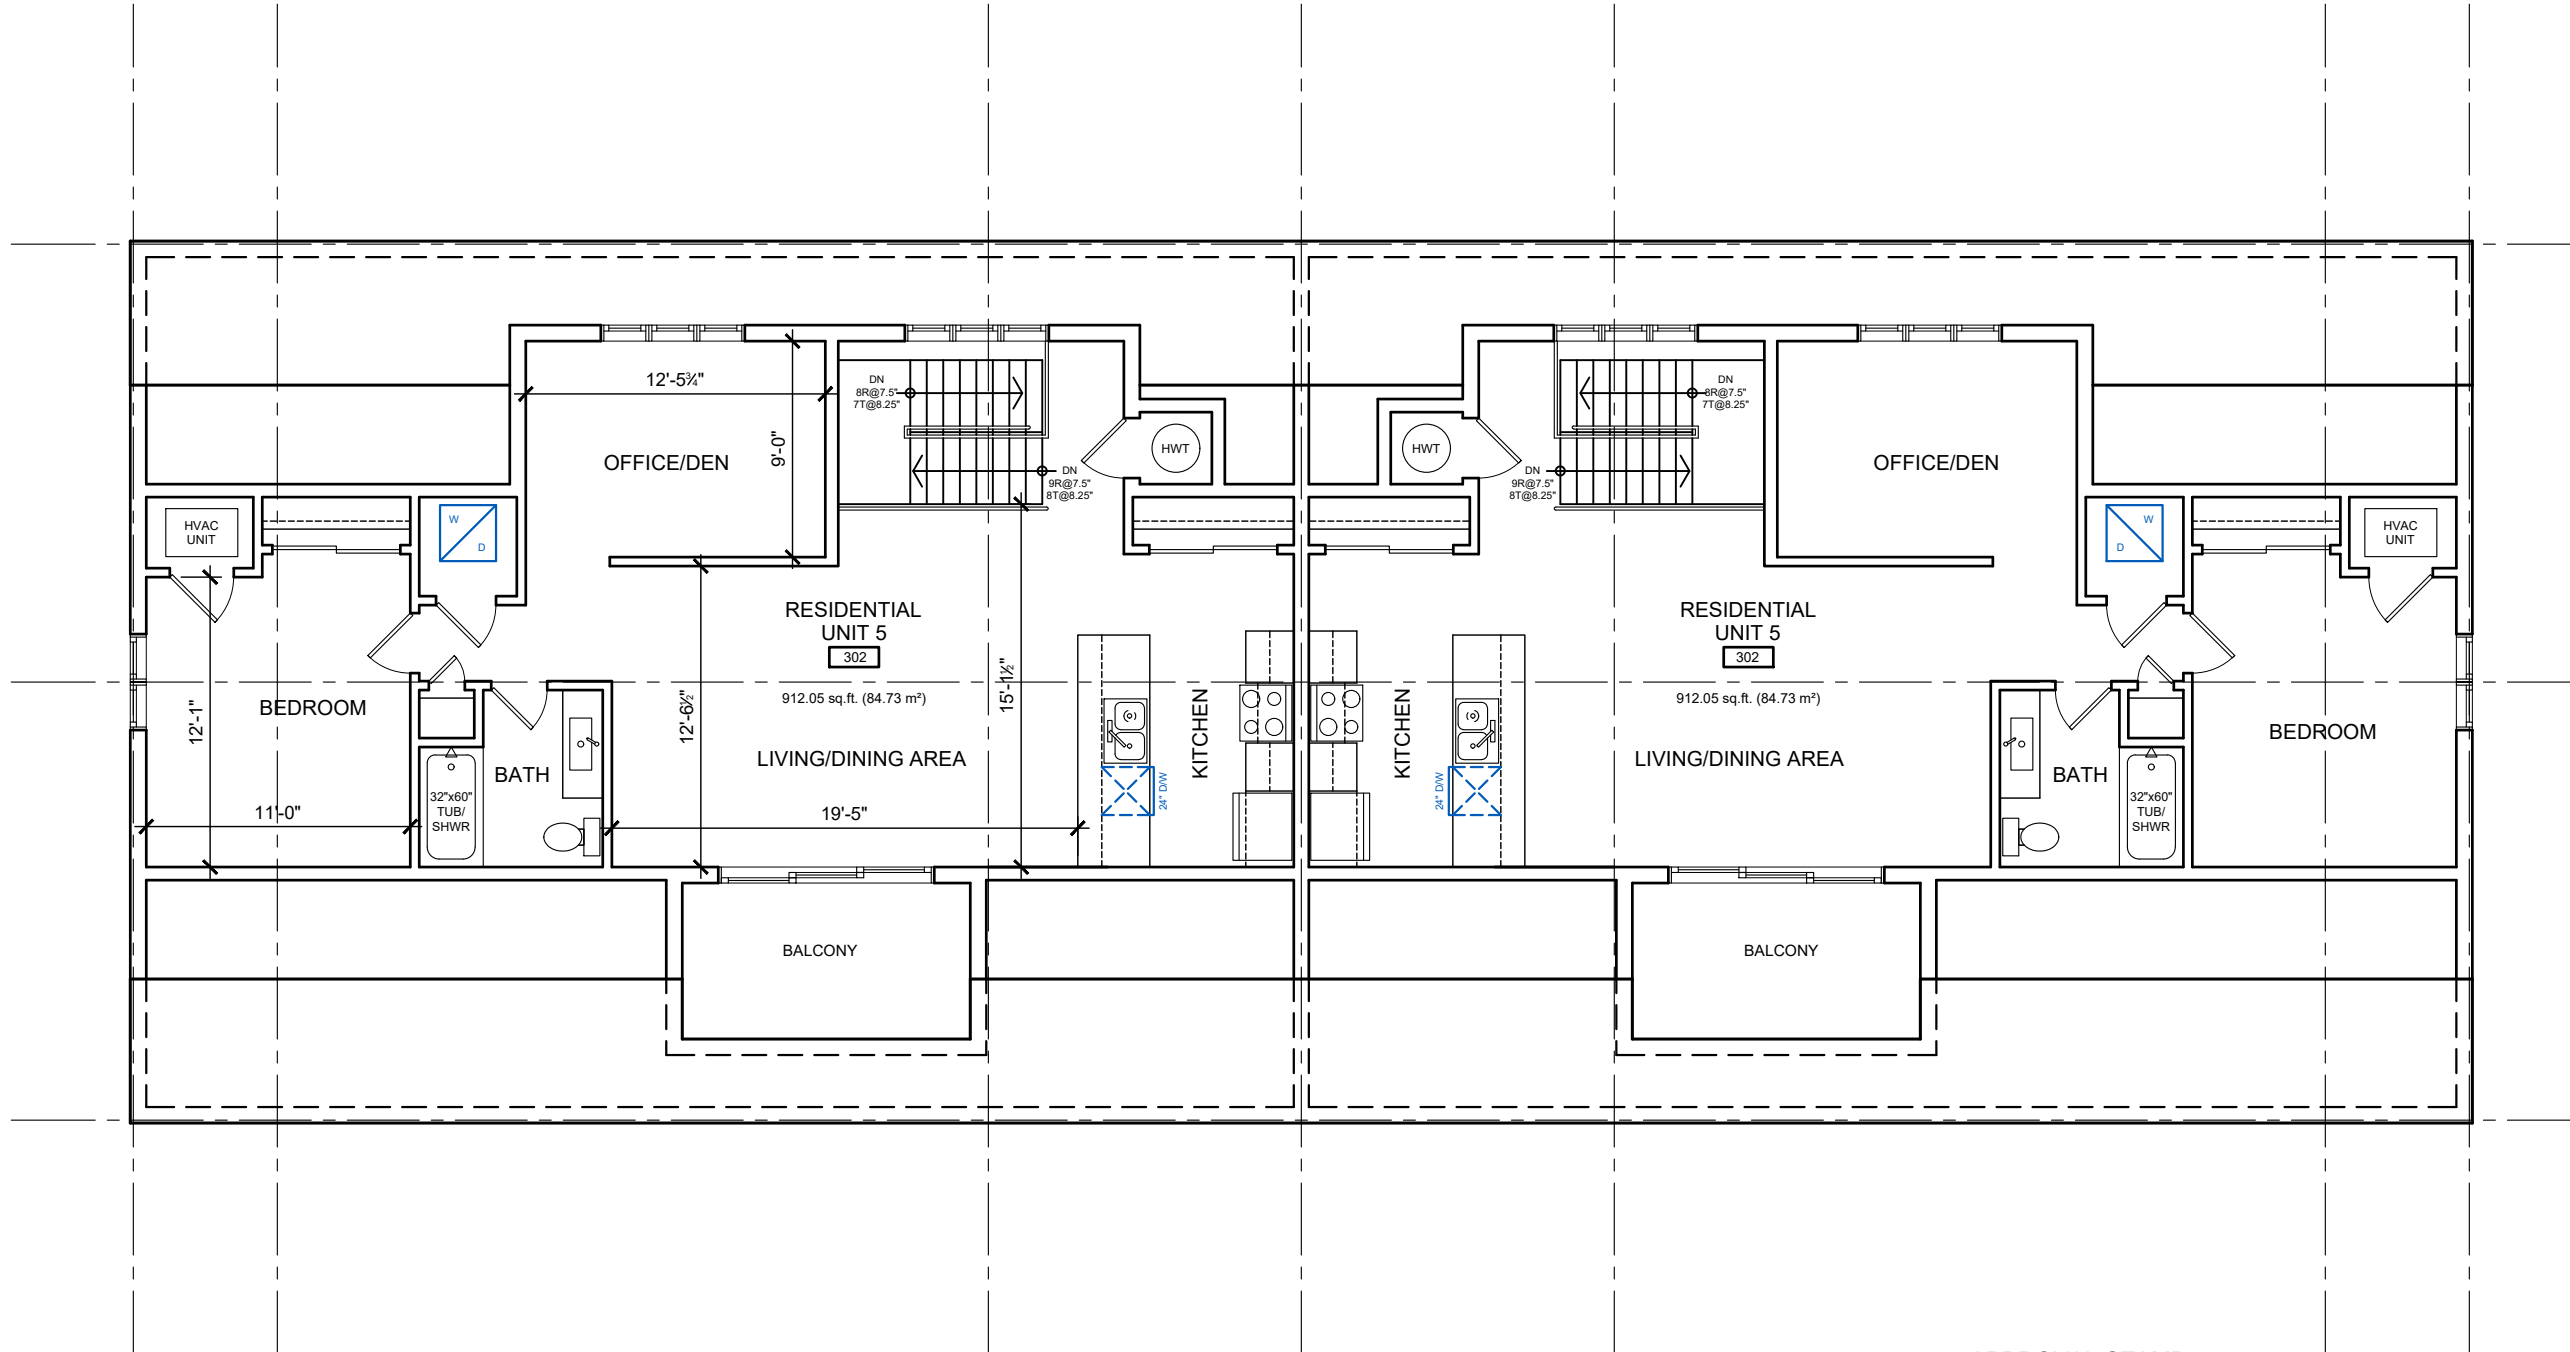 12'-5¾"
DN
8R@7.5"
7T@8.25"
DN
8R@7.5"
7T@8.25"
9'-0"
OFFICE/DEN
HWT
HWT
OFFICE/DEN
DN
9R@7.5"
8T@8.25"
DN
9R@7.5"
8T@8.25"
HVAC
UNIT
W
D
W
D
HVAC
UNIT
RESIDENTIAL
UNIT 5
302
912.05 sq.ft. (84.73 m²)
RESIDENTIAL
UNIT 5
302
912.05 sq.ft. (84.73 m²)
12'-1"
BEDROOM
12'-6½"
15'-1½"
KITCHEN
KITCHEN
BEDROOM
LIVING/DINING AREA
LIVING/DINING AREA
BATH
BATH
24" D/W
24" D/W
32"x60"
TUB/
SHWR
32"x60"
TUB/
SHWR
11'-0"
19'-5"
BALCONY
BALCONY